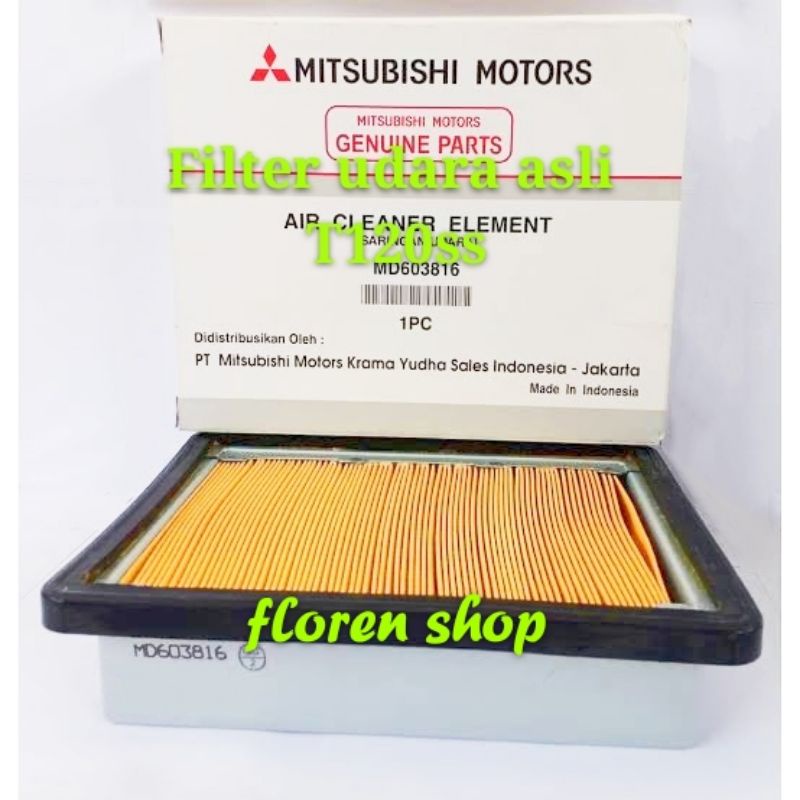 MITSUBISHI MOTORS
MITSUBISHI MOTORS
GENUINE PARTS
Filter udara asli
AIR CLEANER ELEMENT
T120ss
MD603816
1PC
Didistribusikan Oleh :
PT Mitsubishi Motors Krama Yudha Sales Indonesia - Jakarta
Made In Indonesia
floren shop
MD603816